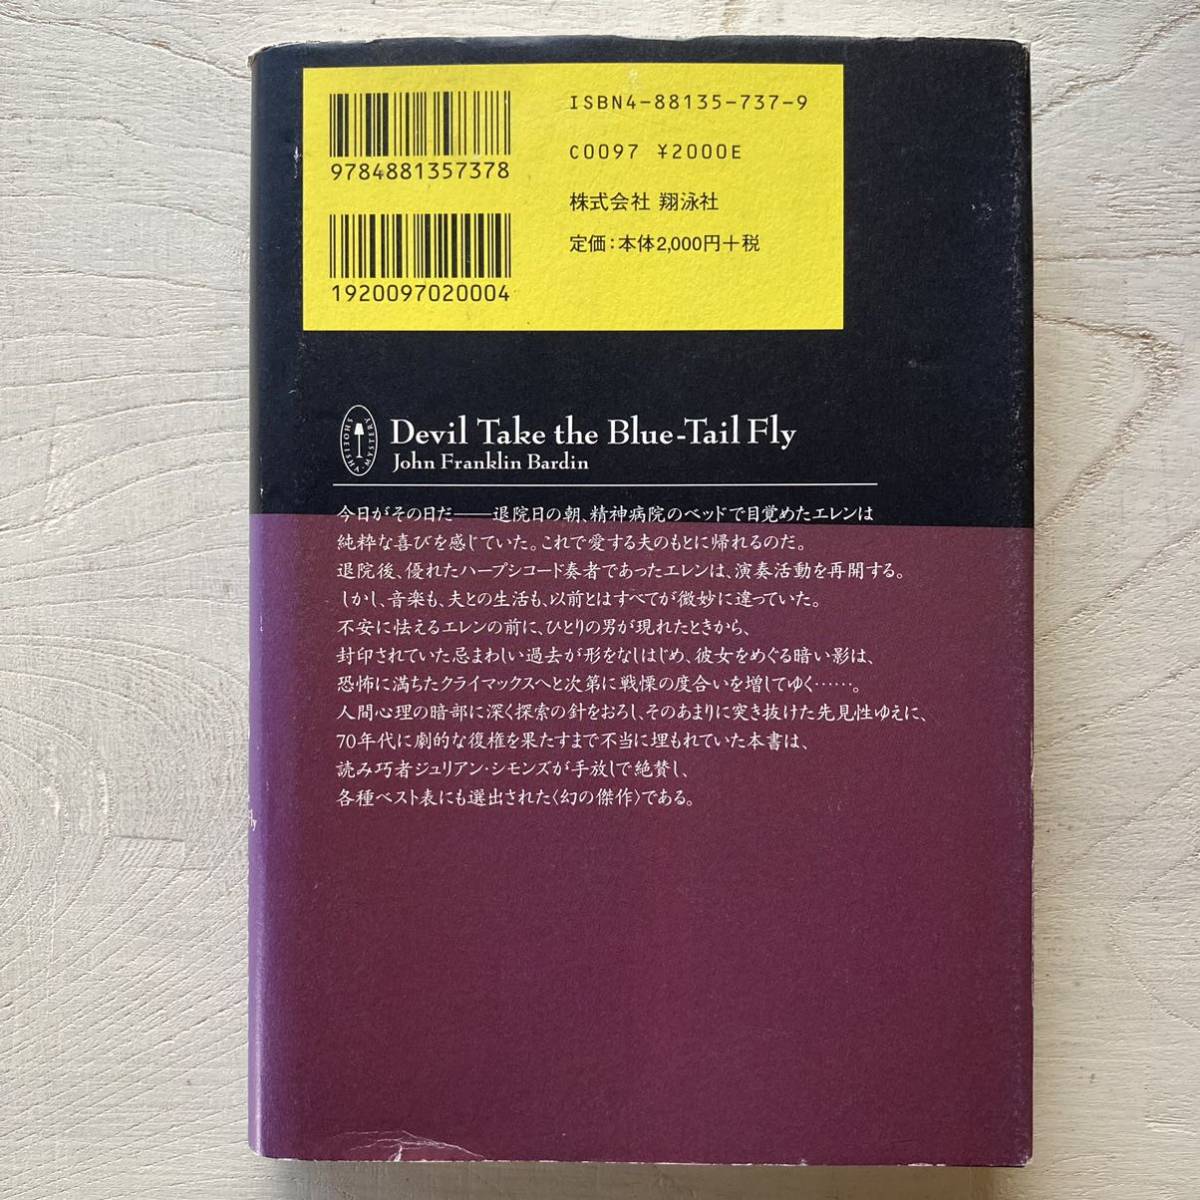 ISBN4-88135-737-9
C0097 ¥2000E
株式会社 翔泳社
定価：本体2,000円＋税
9784881357378
1920097020004
SHOEISHA・MYSTERY
Devil Take the Blue-Tail Fly
John Franklin Bardin
今日がその日だ――退院日の朝、精神病院のベッドで目覚めたエレンは
純粋な喜びを感じていた。これで愛する夫のもとに帰れるのだ。
退院後、優れたハープシコード奏者であったエレンは、演奏活動を再開する。
しかし、音楽も、夫との生活も、以前とはすべてが微妙に違っていた。
不安に怯えるエレンの前に、ひとりの男が現れたときから、
封印されていた忌まわしい過去が形をなしはじめ、彼女をめぐる暗い影は、
恐怖に満ちたクライマックスへと次第に戦慄の度合いを増してゆく……。
人間心理の暗部に深く探索の針をおろし、そのあまりに突き抜けた先見性ゆえに、
70年代に劇的な復権を果たすまで不当に埋もれていた本書は、
読み巧者ジュリアン・シモンズが手放しで絶賛し、
各種ベスト表にも選出された〈幻の傑作〉である。
Fly